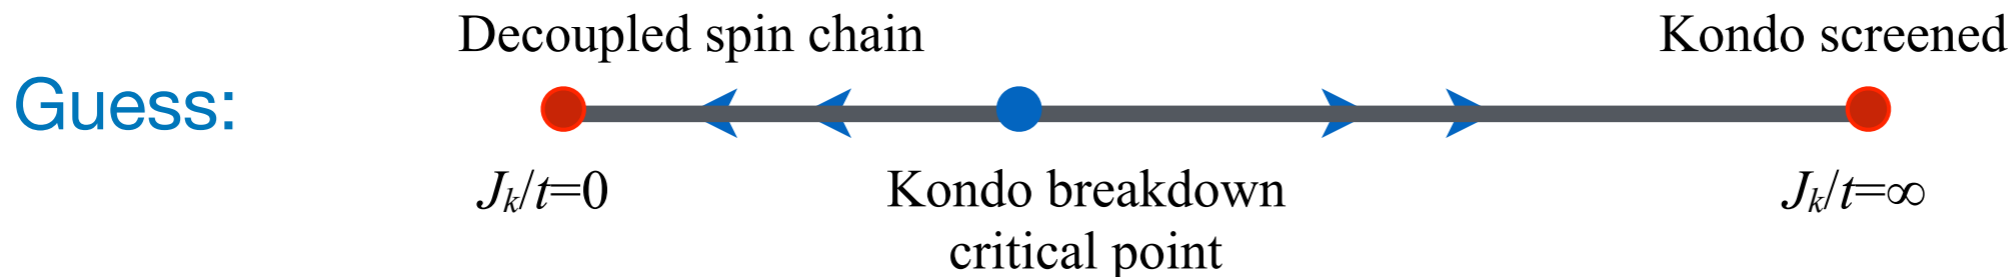 Decoupled spin chain
Kondo screened
Guess:
Jk/t=0
Kondo breakdown
critical point
Jk/t=∞